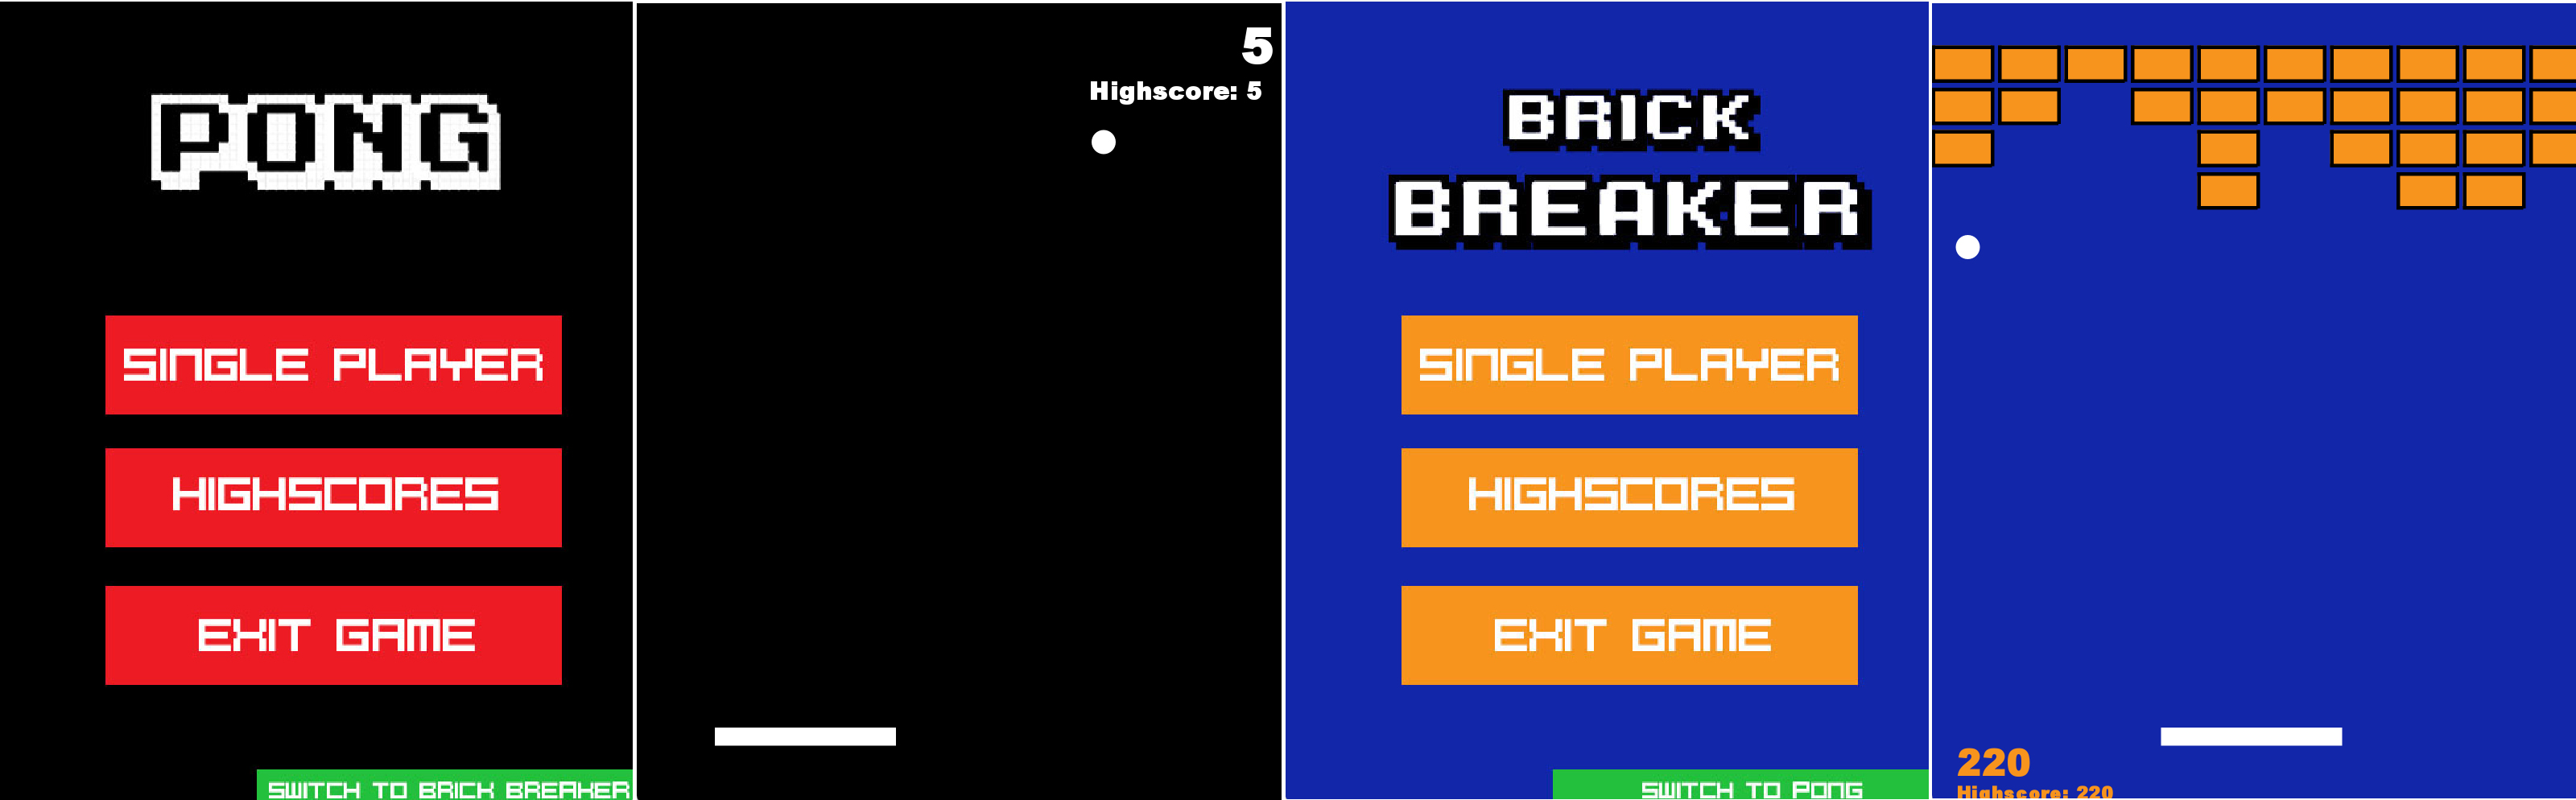 PONG
SINGLE PLAYER
HIGHSCORES
EXIT GAME
SWITCH TO BRICK BREAKER
5
Highscore: 5
BRICK
BREAKER
SINGLE PLAYER
HIGHSCORES
EXIT GAME
SWITCH TO PONG
220
Highscore: 220